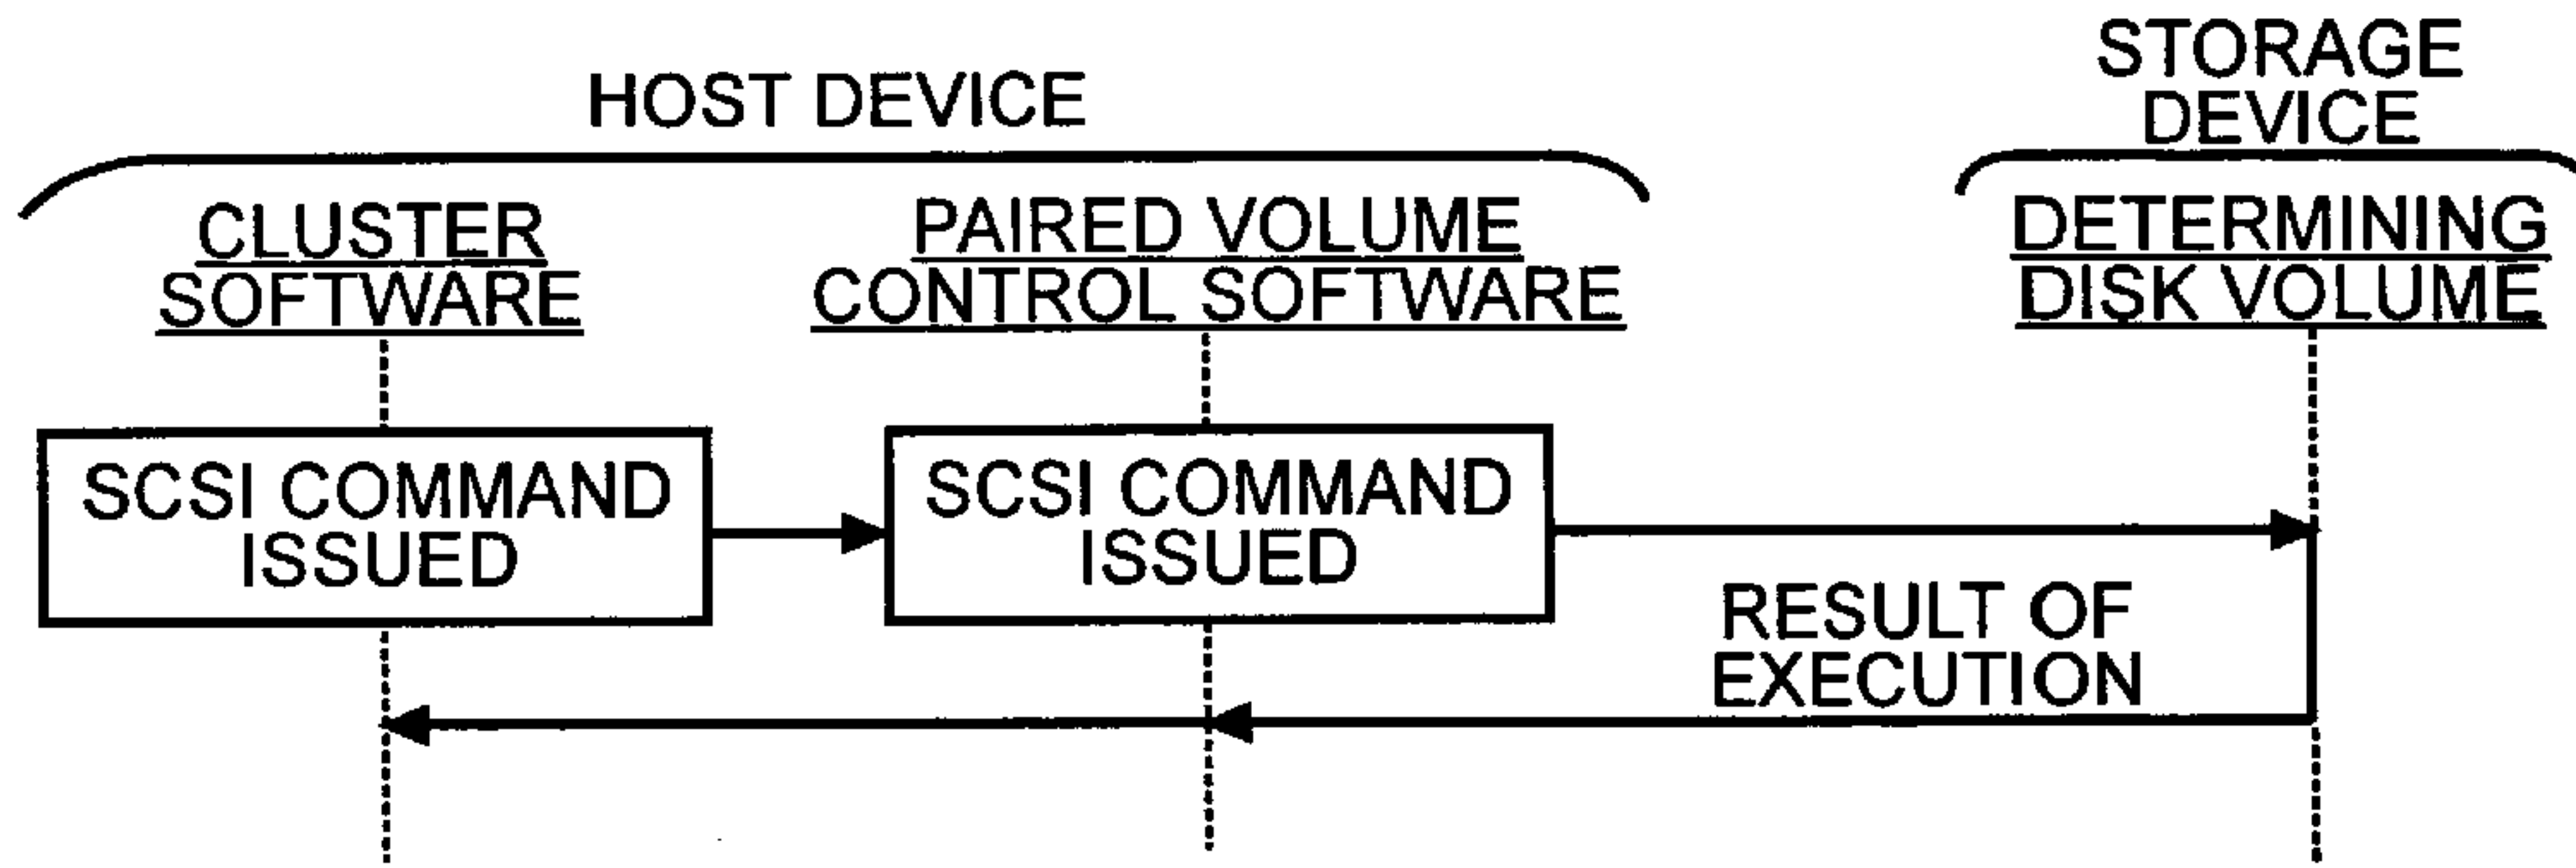 HOST DEVICE
STORAGE
DEVICE
CLUSTER
SOFTWARE
PAIRED VOLUME
CONTROL SOFTWARE
DETERMINING
DISK VOLUME
SCSI COMMAND
ISSUED
SCSI COMMAND
ISSUED
RESULT OF
EXECUTION